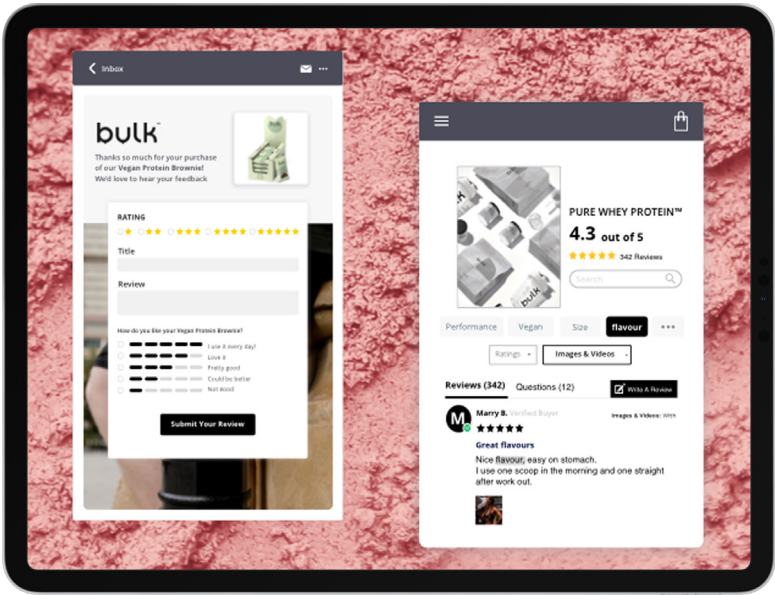 Inbox
bulk™
Thanks so much for your purchase
of our Vegan Protein Brownie!
We'd love to hear your feedback
RATING
Title
Review
How do you like your Vegan Protein Brownie?
I use it every day!
Love it
Pretty good
Could be better
Not good
Submit Your Review
bulk
PURE WHEY PROTEIN™
4.3 out of 5
342 Reviews
Search
Performance Vegan Size flavour
Ratings Images & Videos
Reviews (342) Questions (12) Write A Review
M Marry B. Verified Buyer Images & Videos: With
Great flavours
Nice flavour, easy on stomach.
I use one scoop in the morning and one straight
after work out.